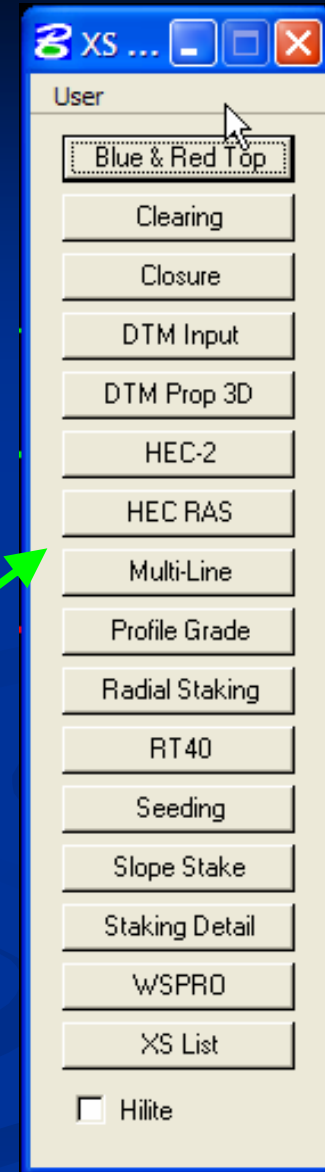 XS ...
User
Blue & Red Top
Clearing
Closure
DTM Input
DTM Prop 3D
HEC-2
HEC RAS
Multi-Line
Profile Grade
Radial Staking
RT40
Seeding
Slope Stake
Staking Detail
WSPRO
XS List
Hilite